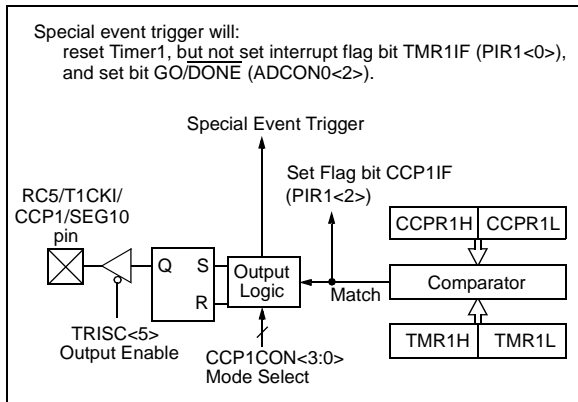 Special event trigger will:
reset Timer1, but not set interrupt flag bit TMR1IF (PIR1<0>),
and set bit GO/DONE (ADCON0<2>).
Special Event Trigger
Set Flag bit CCP1IF
(PIR1<2>)
RC5/T1CKI/
CCP1/SEG10
pin
CCPR1H CCPR1L
Q S
R
Output
Logic
Match
Comparator
TRISC<5>
Output Enable
CCP1CON<3:0>
Mode Select
TMR1H TMR1L